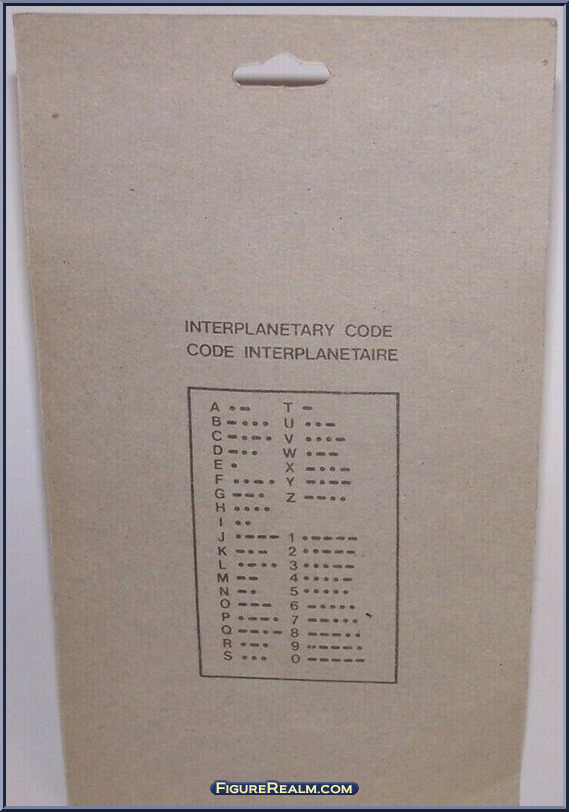 INTERPLANETARY CODE
CODE INTERPLANETAIRE
A •—
B —•••
C —•—•
D —••
E •
F ••—•
G ——•
H ••••
I ••
J •———
K —•—
L •—••
M ——
N —•
O ———
P •——•
Q ——•—
R •—•
S •••
T —
U ••—
V •••—
W •——
X —••—
Y —•——
Z ——••
1 •————
2 ••———
3 •••——
4 ••••—
5 •••••
6 —••••
7 ——•••
8 ———••
9 ————•
0 —————
FIGUREREALM.COM